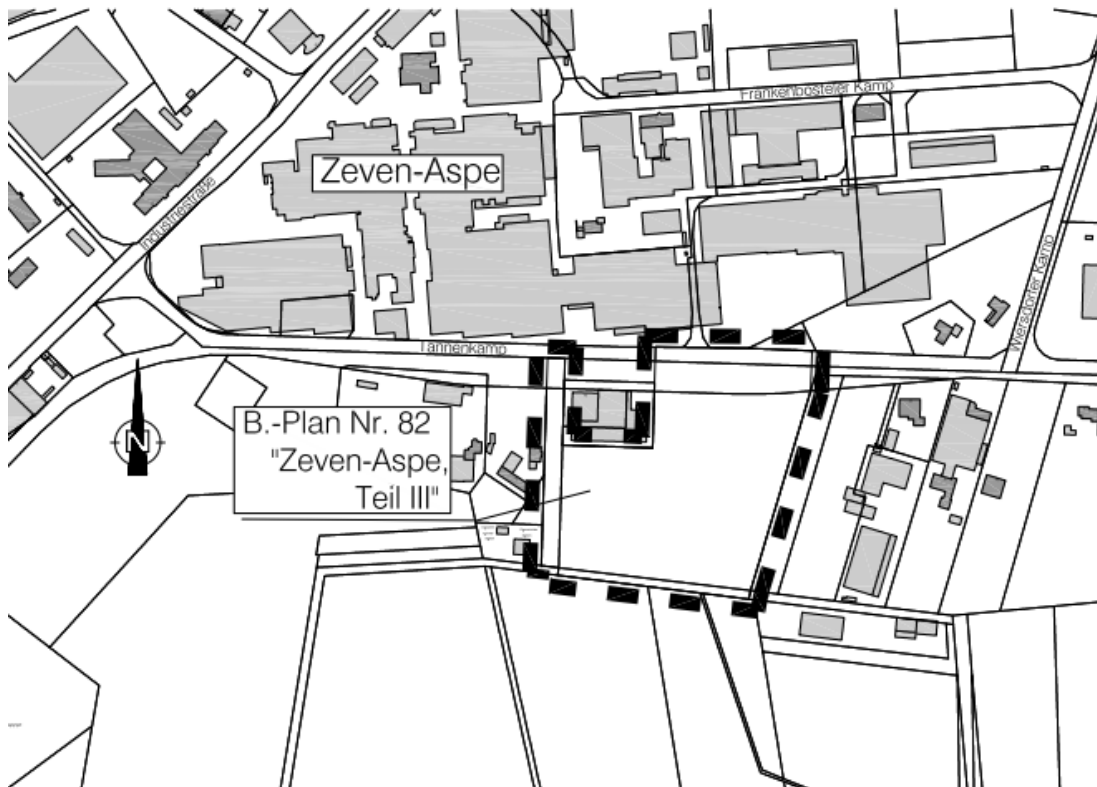 Frankenbosteler Kamp
Zeven-Aspe
Industriestraße
Wiersdorfer Kamp
Tannenkamp
B.-Plan Nr. 82
"Zeven-Aspe,
Teil III"
N